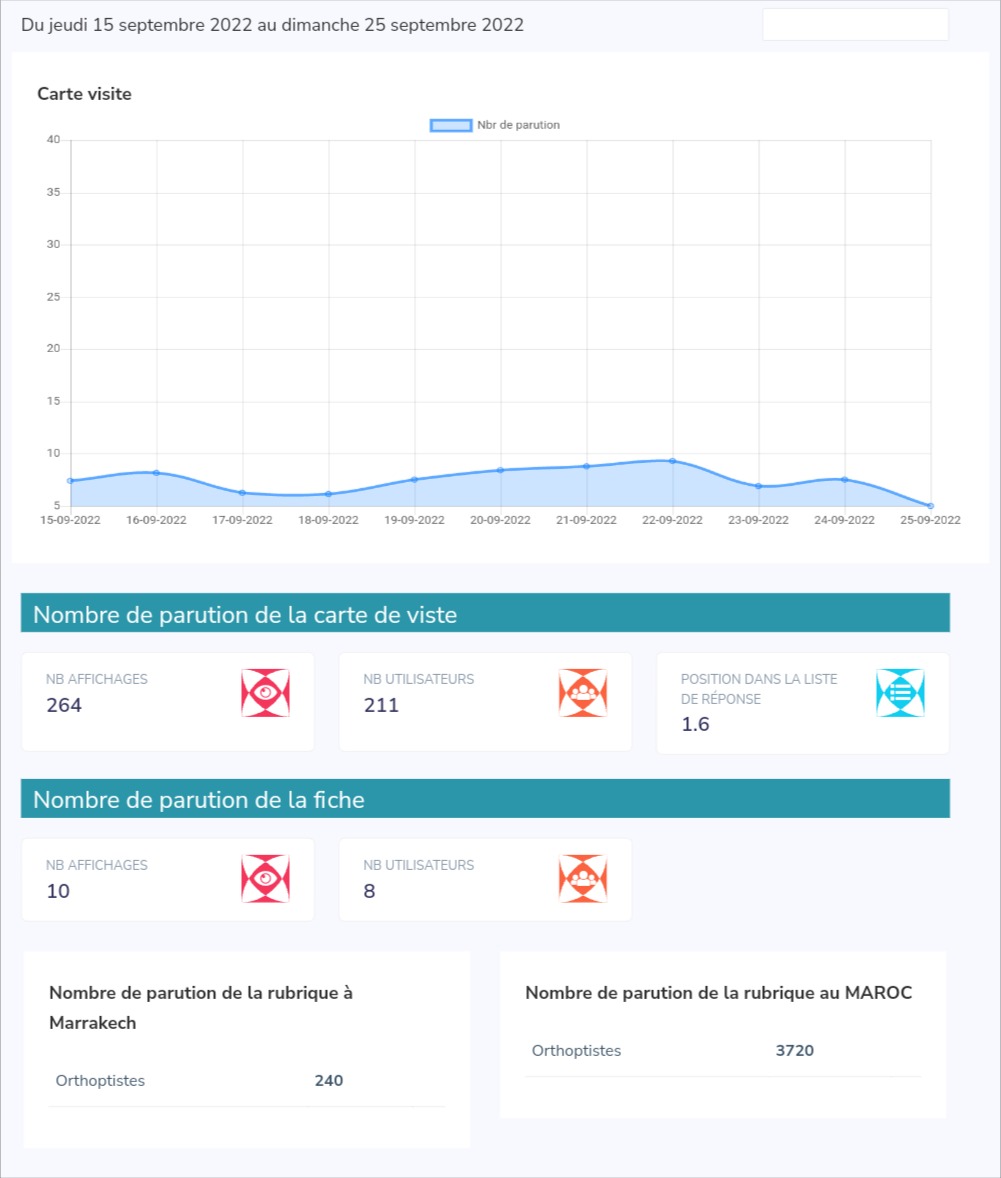 Du jeudi 15 septembre 2022 au dimanche 25 septembre 2022
Carte visite
Nbr de parution
40
35
30
25
20
15
10
5
15-09-2022 16-09-2022 17-09-2022 18-09-2022 19-09-2022 20-09-2022 21-09-2022 22-09-2022 23-09-2022 24-09-2022 25-09-2022
Nombre de parution de la carte de viste
NB AFFICHAGES
264
NB UTILISATEURS
211
POSITION DANS LA LISTE
DE RÉPONSE
1.6
Nombre de parution de la fiche
NB AFFICHAGES
10
NB UTILISATEURS
8
Nombre de parution de la rubrique à
Marrakech
Orthoptistes 240
Nombre de parution de la rubrique au MAROC
Orthoptistes 3720